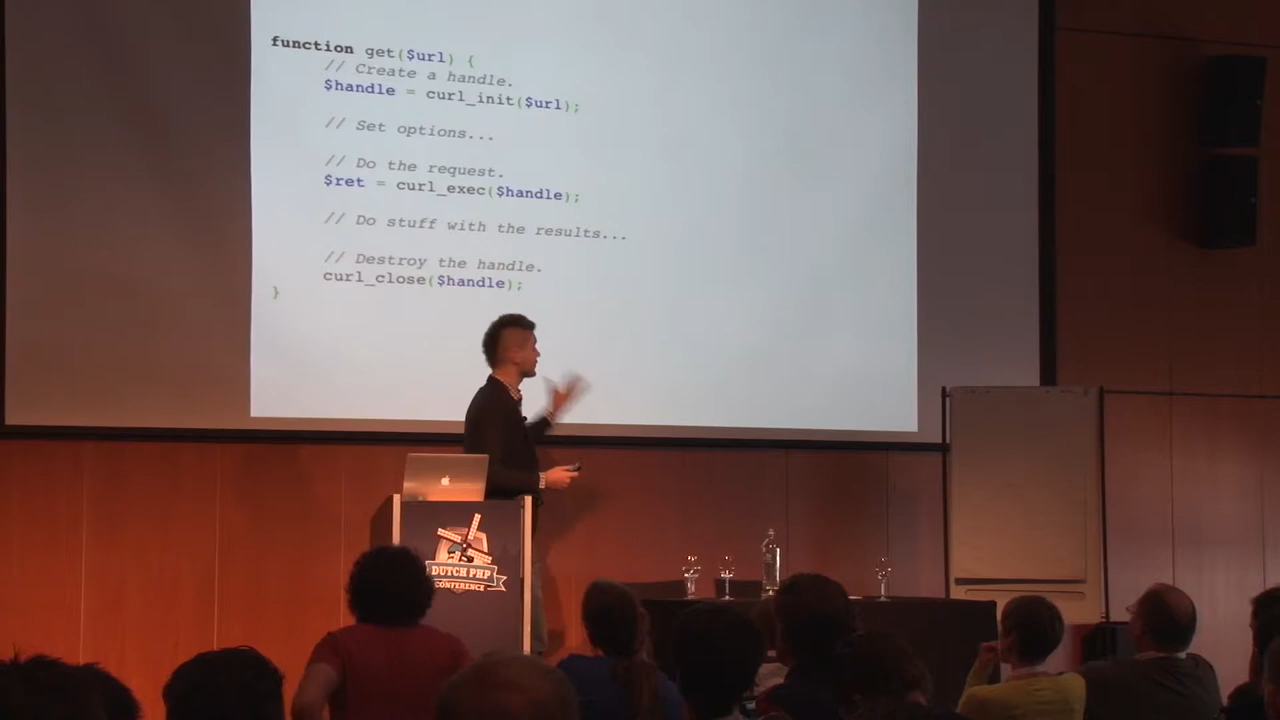 function get($url) {
// Create a handle.
$handle = curl_init($url);
// Set options...
// Do the request.
$ret = curl_exec($handle);
// Do stuff with the results...
// Destroy the handle.
curl_close($handle);
}
DUTCH PHP
CONFERENCE